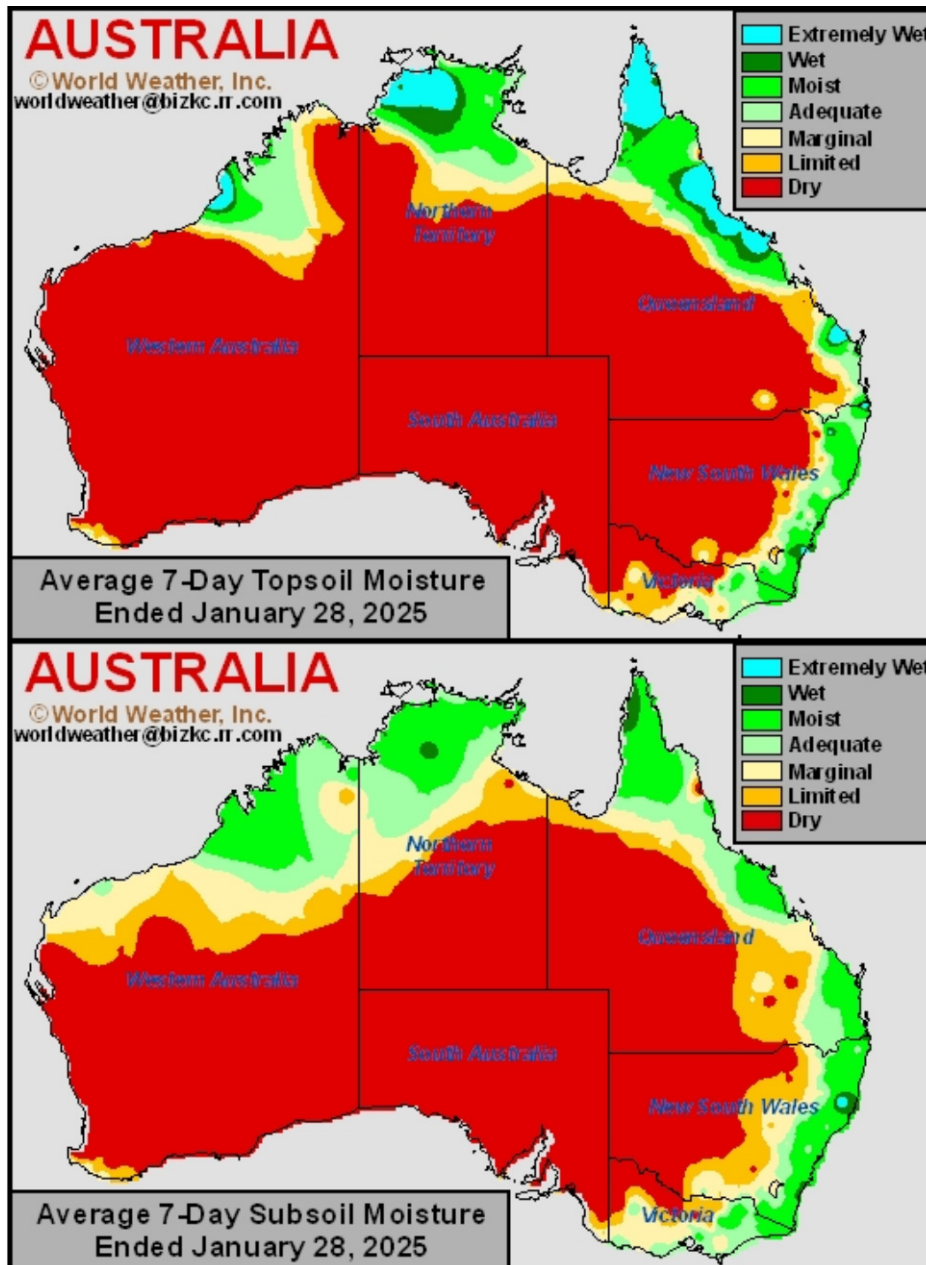 AUSTRALIA
© World Weather, Inc.
worldweather@bizkc.rr.com
Extremely Wet
Wet
Moist
Adequate
Marginal
Limited
Dry
Northern
Territory
Queensland
Western Australia
South Australia
New South Wales
Victoria
Average 7-Day Topsoil Moisture
Ended January 28, 2025
AUSTRALIA
© World Weather, Inc.
worldweather@bizkc.rr.com
Extremely Wet
Wet
Moist
Adequate
Marginal
Limited
Dry
Northern
Territory
Queensland
Western Australia
South Australia
New South Wales
Victoria
Average 7-Day Subsoil Moisture
Ended January 28, 2025